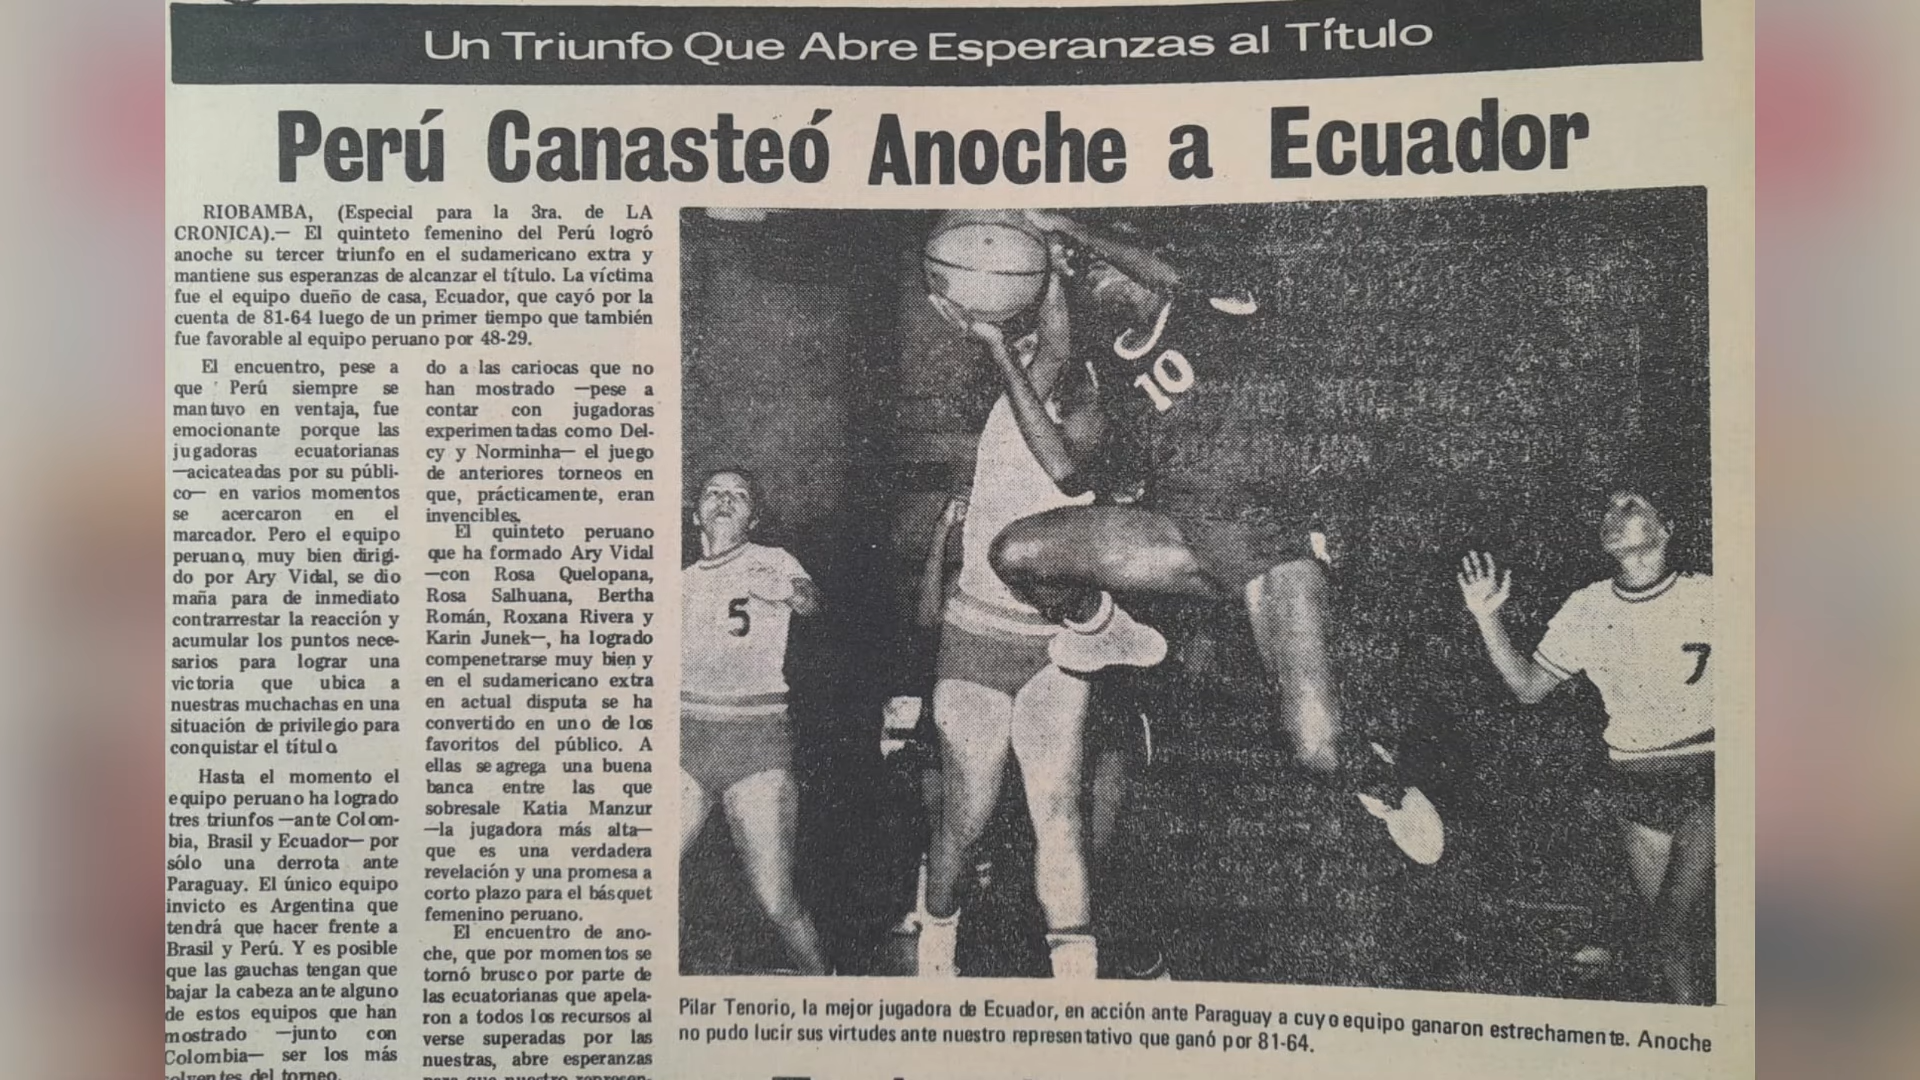 Un Triunfo Que Abre Esperanzas al Título
Perú Canasteó Anoche a Ecuador
RIOBAMBA, (Especial para la 3ra. de LA
CRONICA).— El quinteto femenino del Perú logró
anoche su tercer triunfo en el sudamericano extra y
mantiene sus esperanzas de alcanzar el título. La víctima
fue el equipo dueño de casa, Ecuador, que cayó por la
cuenta de 81-64 luego de un primer tiempo que también
fue favorable al equipo peruano por 48-29.
El encuentro, pese a
que Perú siempre se
mantuvo en ventaja, fue
emocionante porque las
jugadoras ecuatorianas
—acicateadas por su públi-
co— en varios momentos
se acercaron en el
marcador. Pero el equipo
peruano, muy bien dirigi-
do por Ary Vidal, se dio
maña para de inmediato
contrarrestar la reacción y
acumular los puntos nece-
sarios para lograr una
victoria que ubica a
nuestras muchachas en una
situación de privilegio para
conquistar el título
Hasta el momento el
equipo peruano ha logrado
tres triunfos —ante Colom-
bia, Brasil y Ecuador— por
sólo una derrota ante
Paraguay. El único equipo
invicto es Argentina que
tendrá que hacer frente a
Brasil y Perú. Y es posible
que las gauchas tengan que
bajar la cabeza ante alguno
de estos equipos que han
mostrado —junto con
Colombia— ser los más
solventes del torneo.
do a las cariocas que no
han mostrado —pese a
contar con jugadoras
experimentadas como Del-
cy y Norminha— el juego
de anteriores torneos en
que, prácticamente, eran
invencibles.
El quinteto peruano
que ha formado Ary Vidal
—con Rosa Quelopana,
Rosa Salhuana, Bertha
Román, Roxana Rivera y
Karin Junek—, ha logrado
compenetrarse muy bien y
en el sudamericano extra
en actual disputa se ha
convertido en uno de los
favoritos del público. A
ellas se agrega una buena
banca entre las que
sobresale Katia Manzur
—la jugadora más alta—
que es una verdadera
revelación y una promesa a
corto plazo para el básquet
femenino peruano.
El encuentro de ano-
che, que por momentos se
tornó brusco por parte de
las ecuatorianas que apela-
ron a todos los recursos al
verse superadas por las
nuestras, abre esperanzas
para que nuestro represen-
10
5
7
Pilar Tenorio, la mejor jugadora de Ecuador, en acción ante Paraguay a cuyo equipo ganaron estrechamente. Anoche
no pudo lucir sus virtudes ante nuestro representativo que ganó por 81-64.